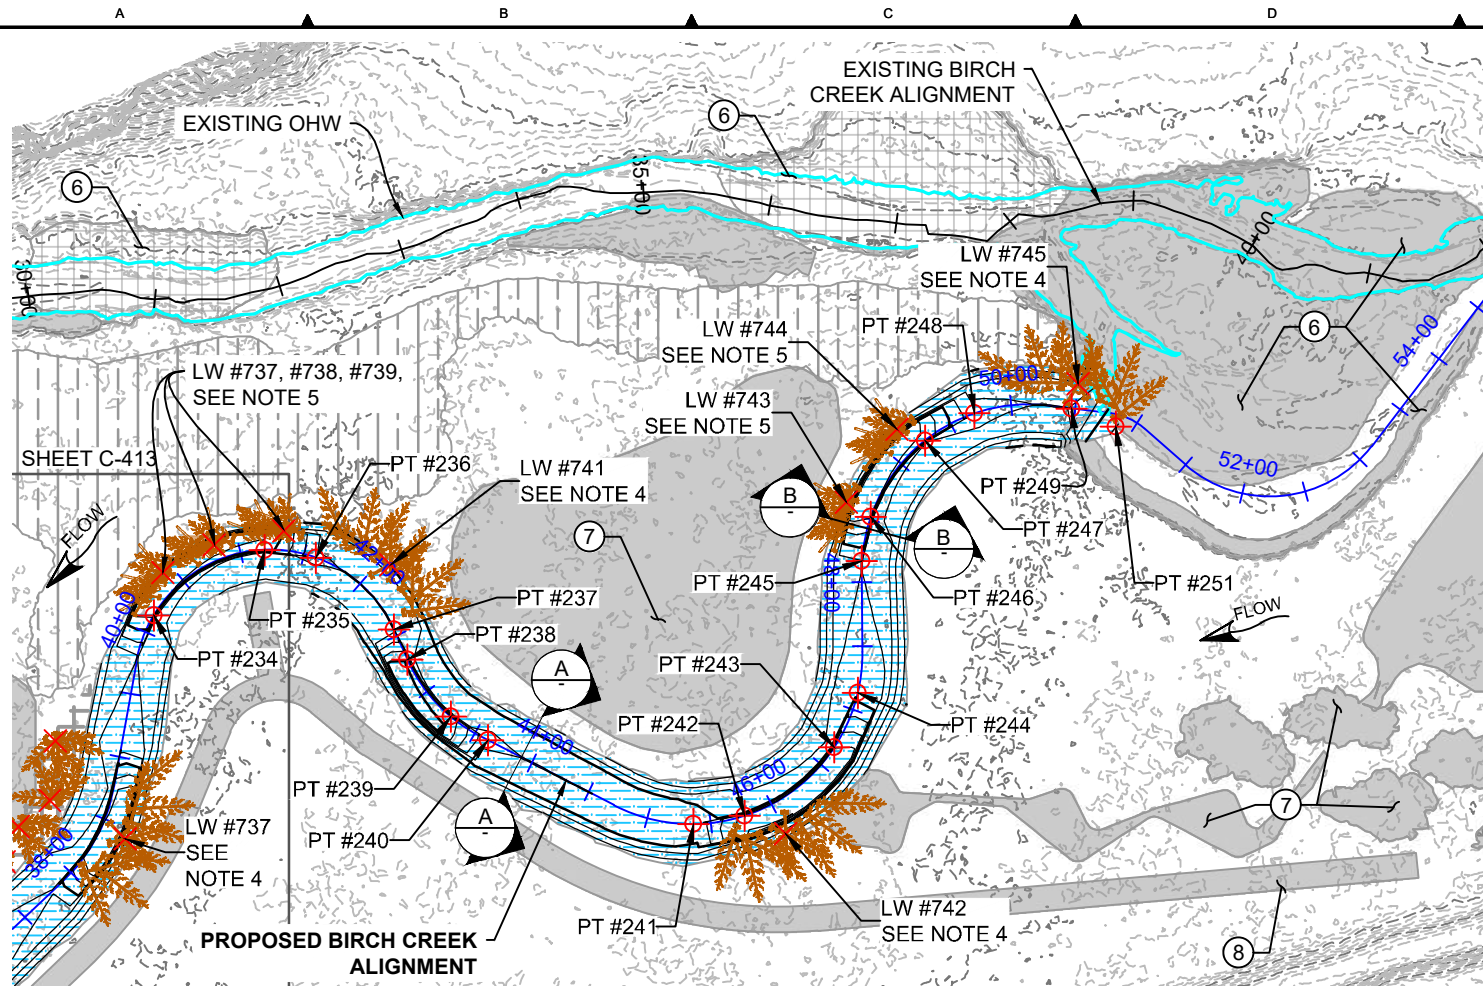 A
B
C
D
EXISTING BIRCH
CREEK ALIGNMENT
EXISTING OHW
6
6
35+00
30+00
20+00
LW #745
SEE NOTE 4
LW #744
SEE NOTE 5
PT #248
6
54+00
50+00
LW #737, #738, #739,
SEE NOTE 5
LW #743
SEE NOTE 5
SHEET C-413
PT #236
LW #741
SEE NOTE 4
52+00
PT #249
B
-
B
-
PT #247
FLOW
7
42+00
PT #245
48+00
PT #246
PT #251
40+00
PT #235
PT #237
PT #238
FLOW
PT #234
A
-
PT #243
PT #242
PT #244
44+00
46+00
PT #239
7
PT #240
A
-
LW #737
SEE
NOTE 4
38+00
PT #241
LW #742
SEE NOTE 4
PROPOSED BIRCH CREEK
ALIGNMENT
8